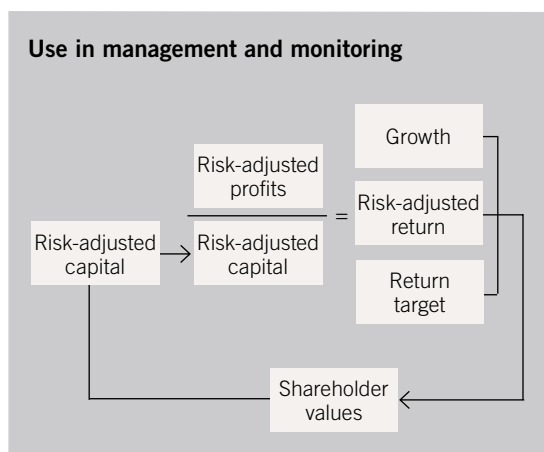 Use in management and monitoring
Growth
Risk-adjusted
profits
=
Risk-adjusted
return
Risk-adjusted
capital
Risk-adjusted
capital
Return
target
Shareholder
values